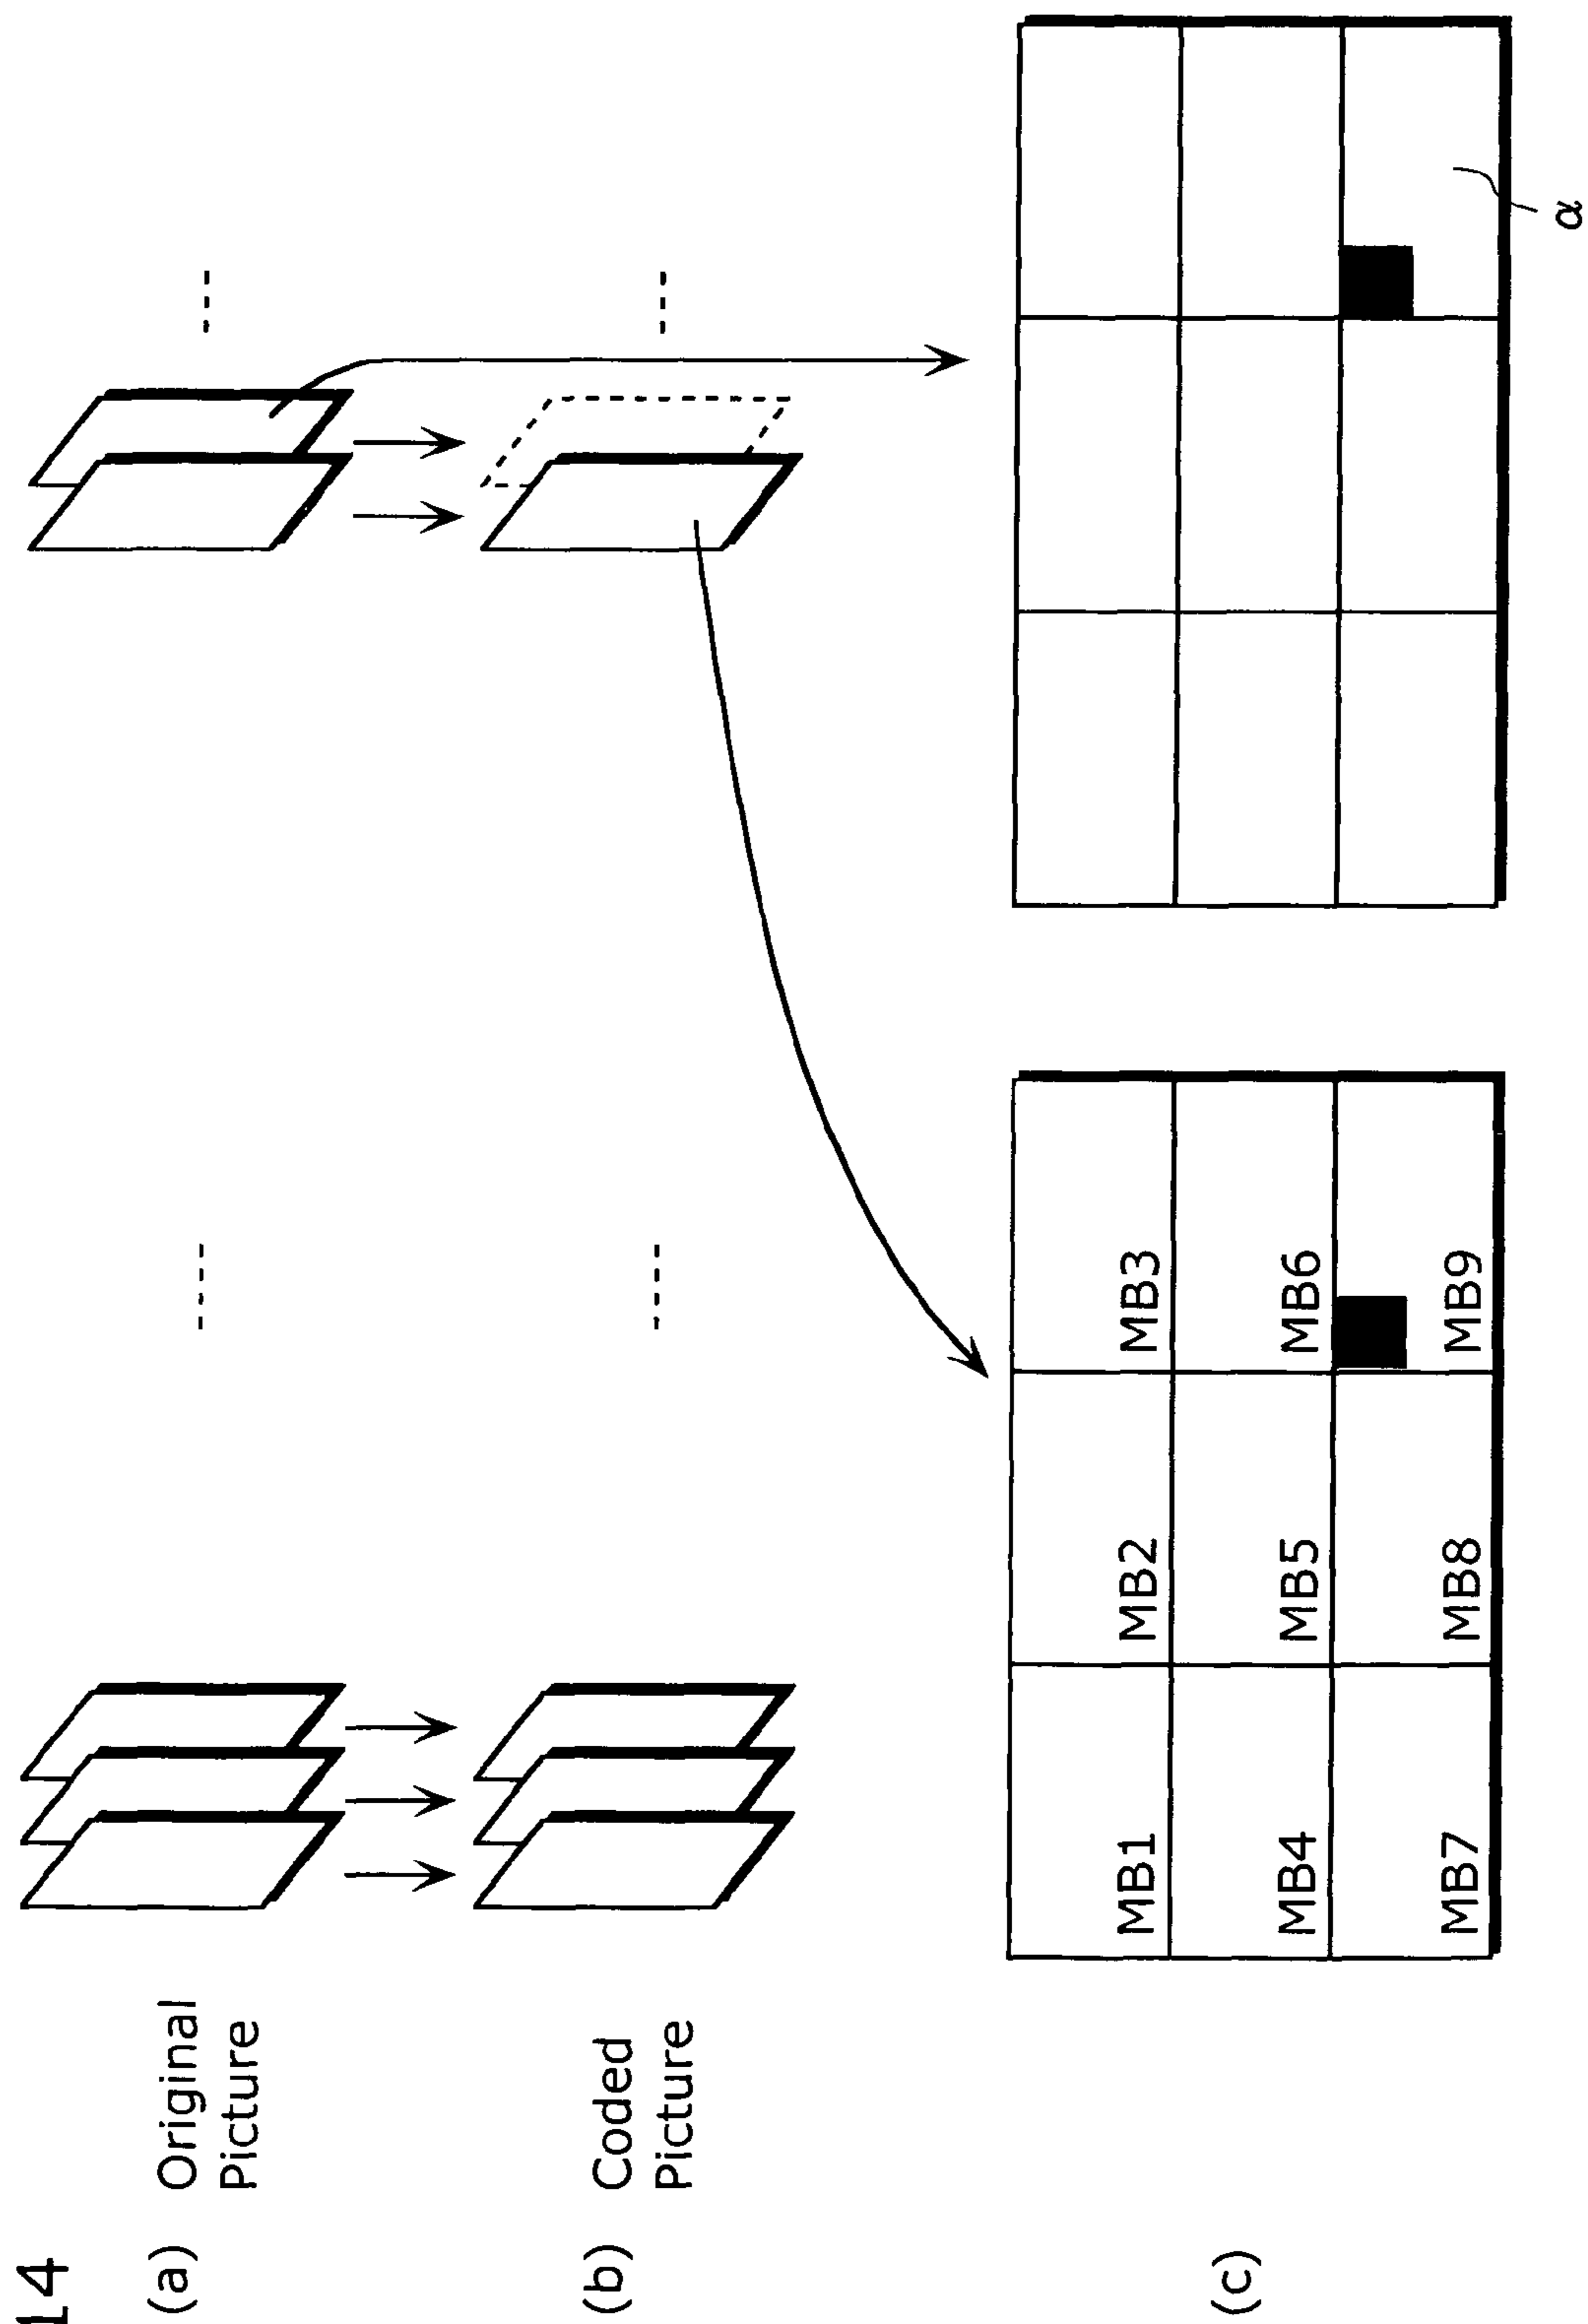 14
(a) Original
Picture
(b) Coded
Picture
(c)
MB1 MB2 MB3
MB4 MB5 MB6
MB7 MB8 MB9
α